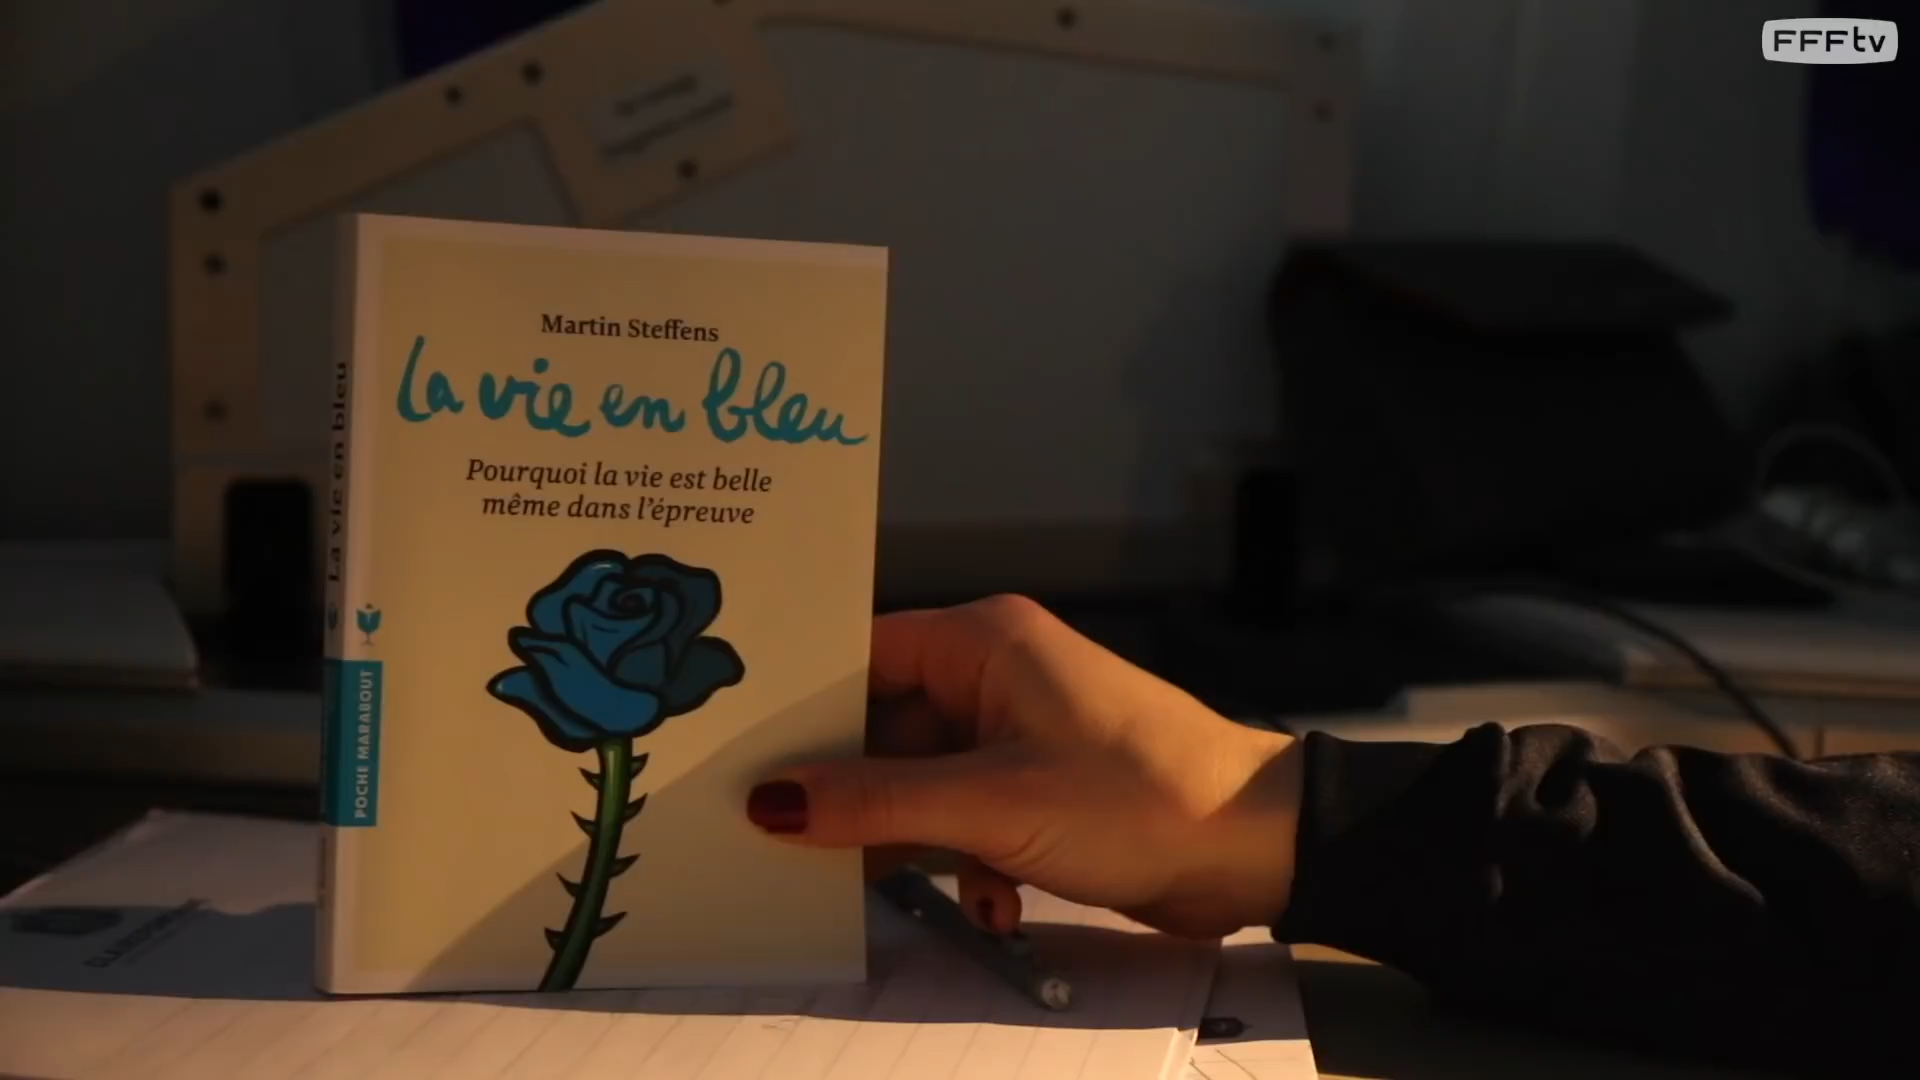 FFFtv
Martin Steffens
La vie en bleu
Pourquoi la vie est belle
même dans l'épreuve
La vie en bleu
POCHE MARABOUT